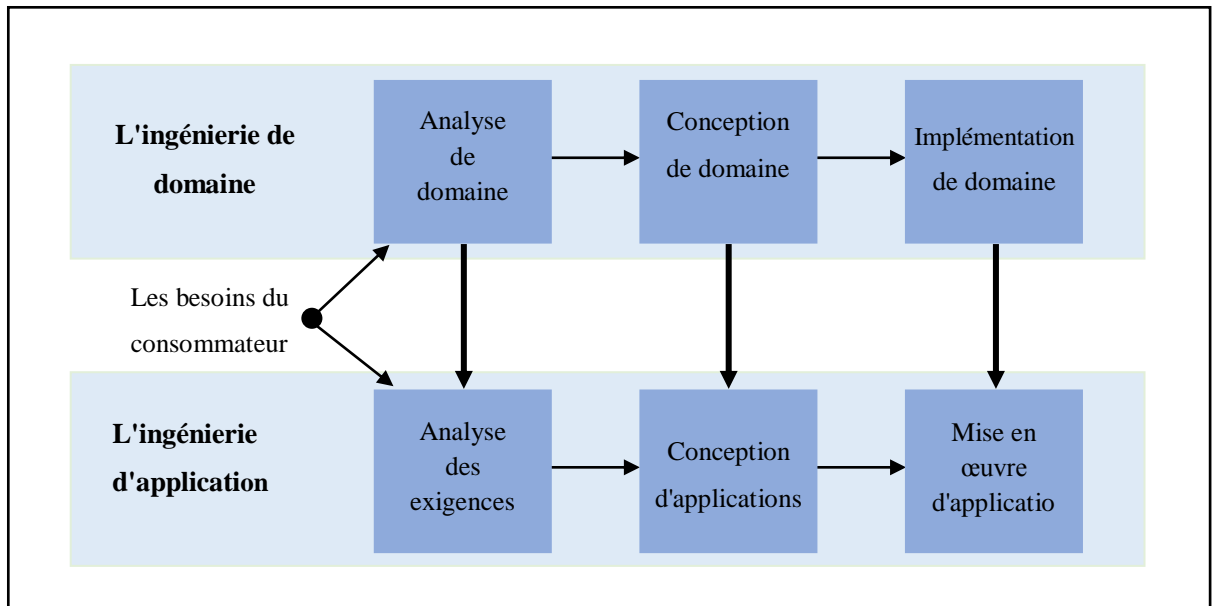 L'ingénierie de
domaine
Analyse
de
domaine
Conception
de domaine
Implémentation
de domaine
Les besoins du
consommateur
L'ingénierie
d'application
Analyse
des
exigences
Conception
d'applications
Mise en
œuvre
d'applicatio